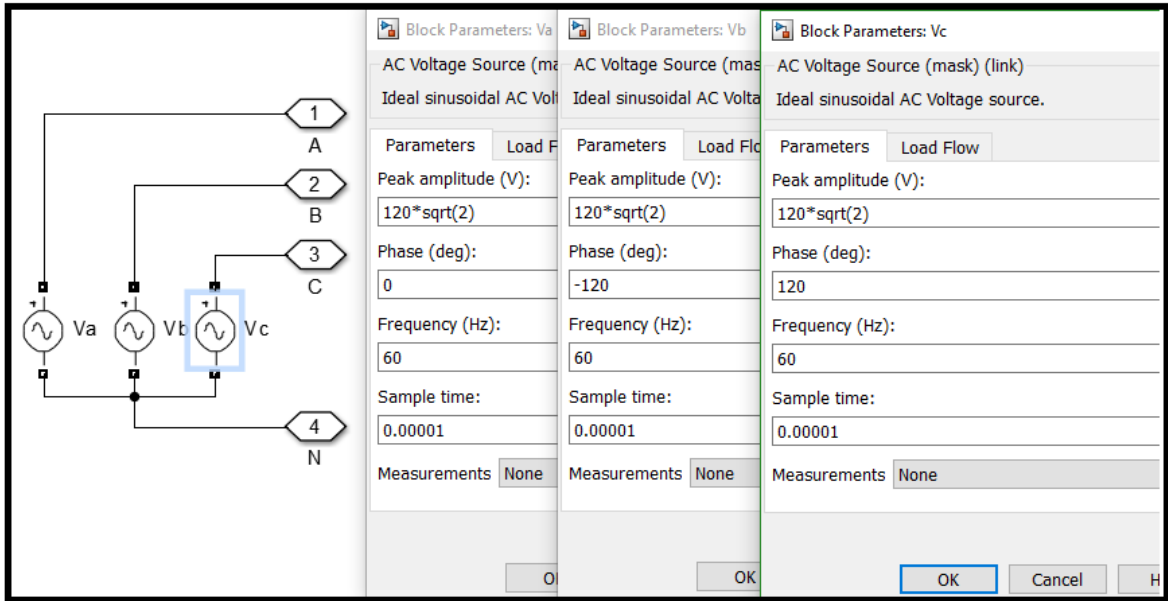 1
A
2
B
3
C
Va
Vb
Vc
4
N
Block Parameters: Va
AC Voltage Source (ma
Ideal sinusoidal AC Volt
Parameters Load F
Peak amplitude (V):
120*sqrt(2)
Phase (deg):
0
Frequency (Hz):
60
Sample time:
0.00001
Measurements None
O
Block Parameters: Vb
AC Voltage Source (mas
Ideal sinusoidal AC Volta
Parameters Load Flo
Peak amplitude (V):
120*sqrt(2)
Phase (deg):
-120
Frequency (Hz):
60
Sample time:
0.00001
Measurements None
OK
Block Parameters: Vc
AC Voltage Source (mask) (link)
Ideal sinusoidal AC Voltage source.
Parameters Load Flow
Peak amplitude (V):
120*sqrt(2)
Phase (deg):
120
Frequency (Hz):
60
Sample time:
0.00001
Measurements None
OK Cancel H